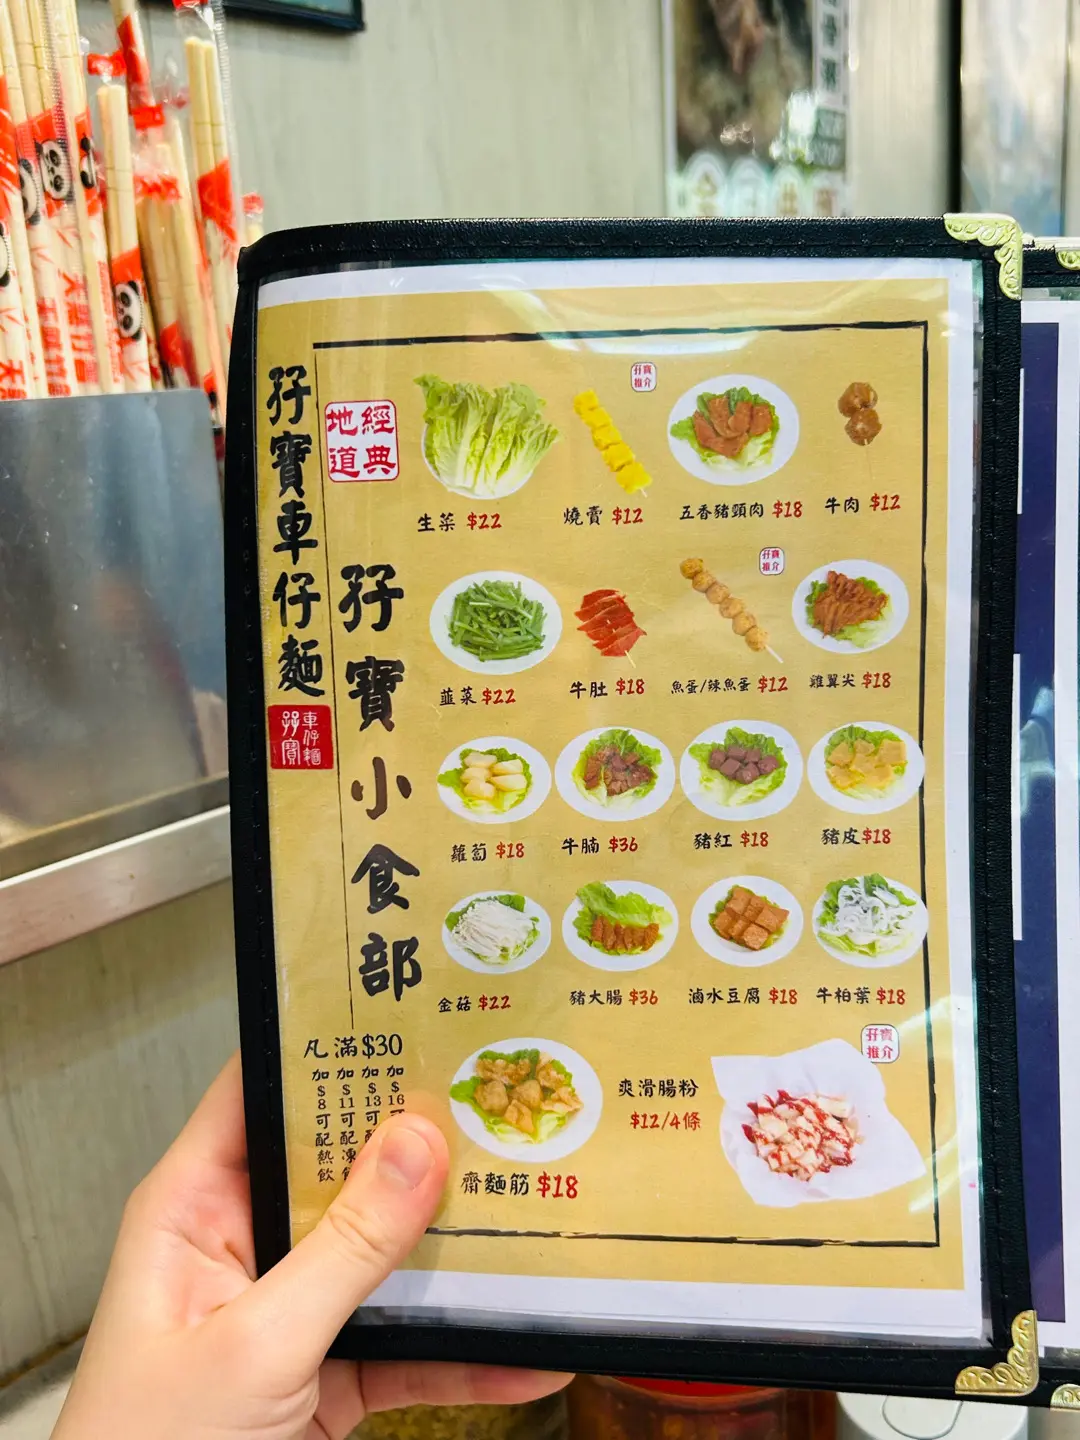 孖寶車仔麵
孖寶
車仔麵
經典
地道
孖寶小食部
生菜 $22
燒賣 $12
孖寶
推介
五香豬頸肉 $18
牛肉 $12
韮菜 $22
牛肚 $18
魚蛋/辣魚蛋 $12
孖寶
推介
雞翼尖 $18
蘿蔔 $18
牛腩 $36
豬紅 $18
豬皮 $18
金菇 $22
豬大腸 $36
滷水豆腐 $18
牛柏葉 $18
齋麵筋 $18
爽滑腸粉
$12/4條
孖寶
推介
凡滿$30
加$8可配熱飲
加$11可配凍
加$13可配
加$16可